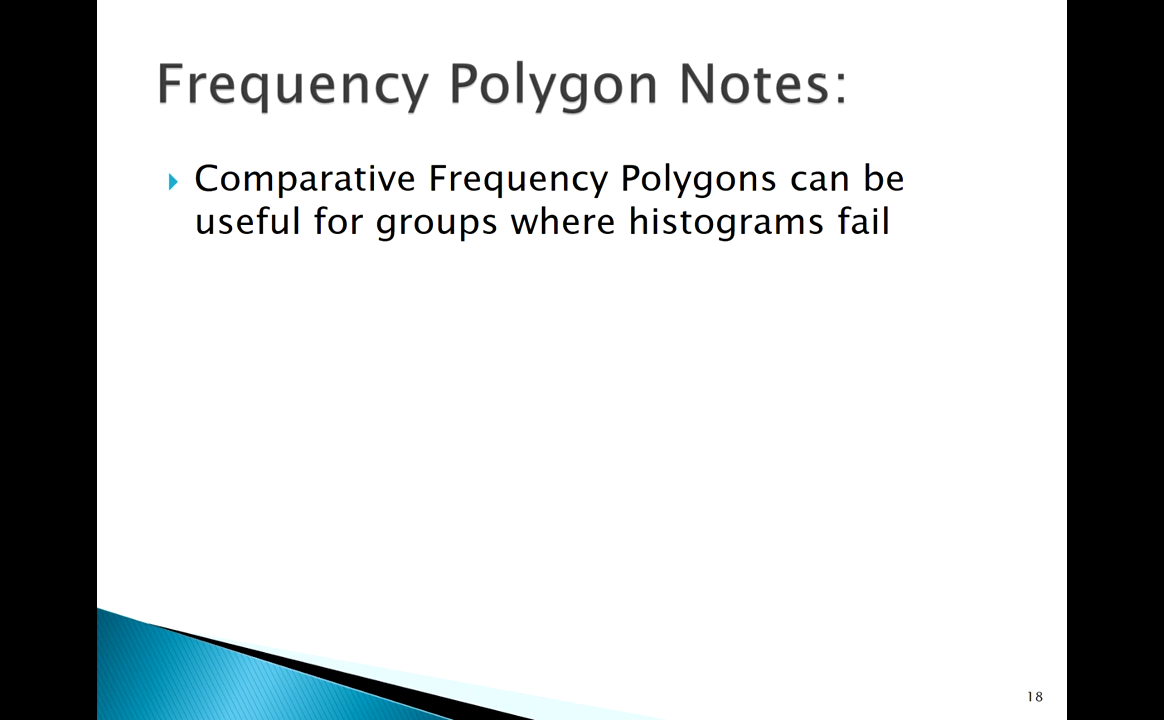 Frequency Polygon Notes:
Comparative Frequency Polygons can be
useful for groups where histograms fail
18